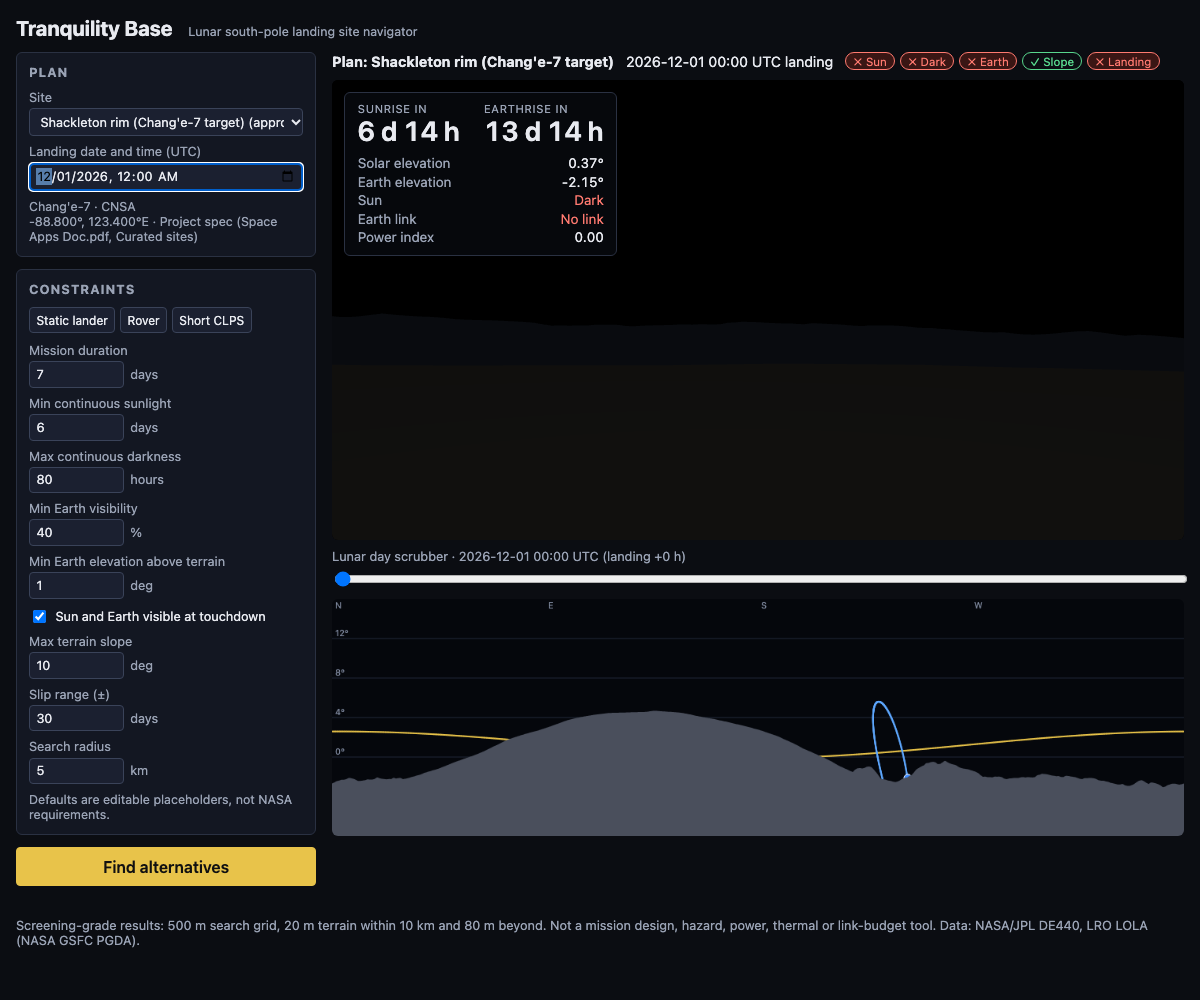 Tranquility Base Lunar south-pole landing site navigator
PLAN
Site
Shackleton rim (Chang'e-7 target) (appro
Landing date and time (UTC)
12/01/2026, 12:00 AM
Chang'e-7 · CNSA
-88.800°, 123.400°E · Project spec (Space
Apps Doc.pdf, Curated sites)
CONSTRAINTS
Static lander Rover Short CLPS
Mission duration
7 days
Min continuous sunlight
6 days
Max continuous darkness
80 hours
Min Earth visibility
40 %
Min Earth elevation above terrain
1 deg
Sun and Earth visible at touchdown
Max terrain slope
10 deg
Slip range (±)
30 days
Search radius
5 km
Defaults are editable placeholders, not NASA
requirements.
Find alternatives
Plan: Shackleton rim (Chang'e-7 target) 2026-12-01 00:00 UTC landing ✕ Sun ✕ Dark ✕ Earth ✓ Slope ✕ Landing
SUNRISE IN EARTHRISE IN
6 d 14 h 13 d 14 h
Solar elevation 0.37°
Earth elevation -2.15°
Sun Dark
Earth link No link
Power index 0.00
Lunar day scrubber · 2026-12-01 00:00 UTC (landing +0 h)
N E S W
12°
8°
4°
0°
Screening-grade results: 500 m search grid, 20 m terrain within 10 km and 80 m beyond. Not a mission design, hazard, power, thermal or link-budget tool. Data: NASA/JPL DE440, LRO LOLA
(NASA GSFC PGDA).